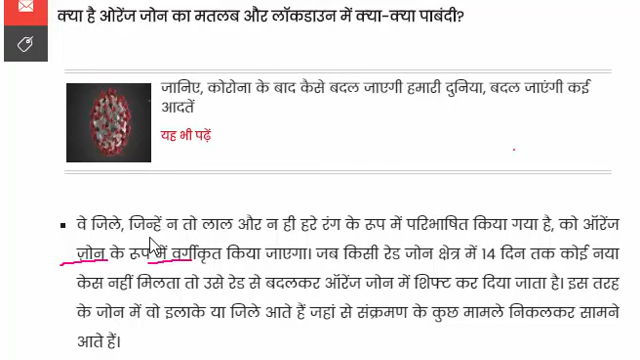 क्या है ओरेंज जोन का मतलब और लॉकडाउन में क्या-क्या पाबंदी?
जानिए, कोरोना के बाद कैसे बदल जाएगी हमारी दुनिया, बदल जाएंगी कई
आदतें
यह भी पढ़ें
वे जिले, जिन्हें न तो लाल और न ही हरे रंग के रूप में परिभाषित किया गया है, को ऑरेंज
ज़ोन के रूप में वर्गीकृत किया जाएगा। जब किसी रेड जोन क्षेत्र में 14 दिन तक कोई नया
केस नहीं मिलता तो उसे रेड से बदलकर ऑरेंज जोन में शिफ्ट कर दिया जाता है। इस तरह
के जोन में वो इलाके या जिले आते हैं जहां से संक्रमण के कुछ मामले निकलकर सामने
आते हैं।